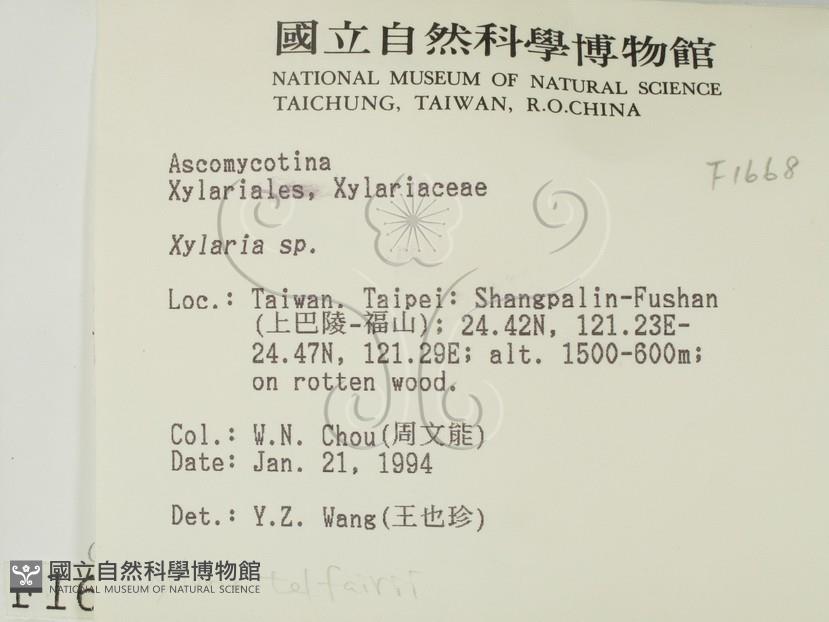 國立自然科學博物館
NATIONAL MUSEUM OF NATURAL SCIENCE
TAICHUNG, TAIWAN, R.O.CHINA
F1668
Ascomycotina
Xylariales, Xylariaceae
Xylaria sp.
Loc.: Taiwan. Taipei: Shangpalin-Fushan
(上巴陵-福山); 24.42N, 121.23E-
24.47N, 121.29E; alt. 1500-600m;
on rotten wood.
Col.: W.N. Chou(周文能)
Date: Jan. 21, 1994
Det.: Y.Z. Wang(王也珍)
國立自然科學博物館
NATIONAL MUSEUM OF NATURAL SCIENCE